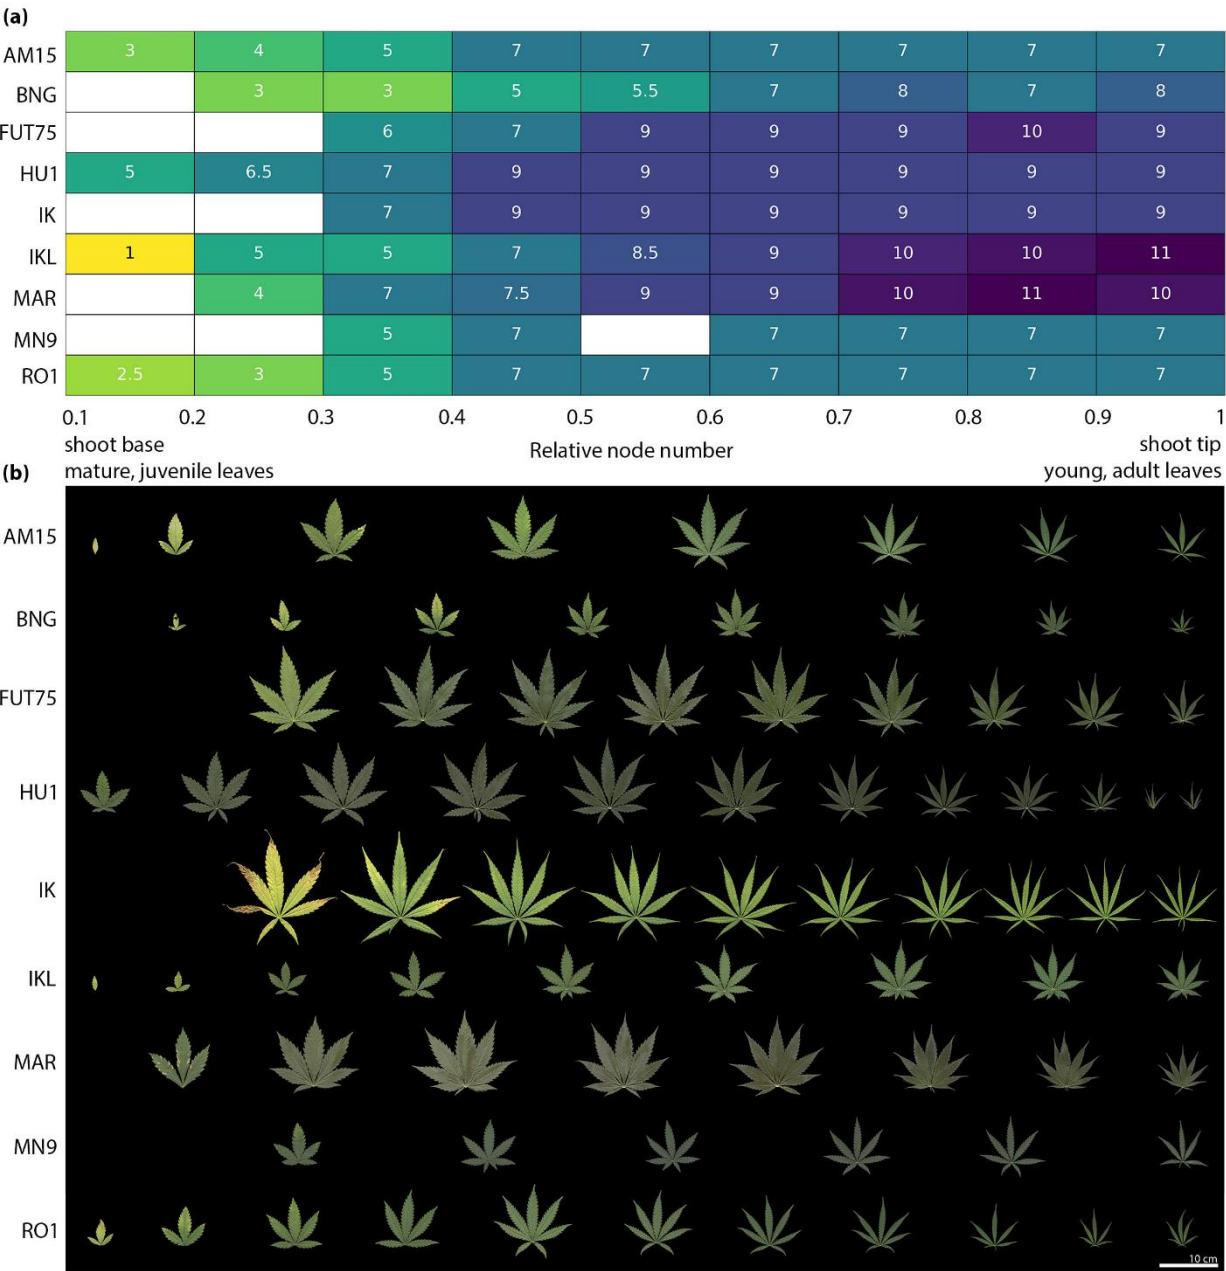 (a)
AM15 3 4 5 7 7 7 7 7 7
BNG 3 3 5 5.5 7 8 7 8
FUT75 6 7 9 9 9 10 9
HU1 5 6.5 7 9 9 9 9 9 9
IK 7 9 9 9 9 9 9
IKL 1 5 5 7 8.5 9 10 10 11
MAR 4 7 7.5 9 9 10 11 10
MN9 5 7 7 7 7 7
RO1 2.5 3 5 7 7 7 7 7 7
0.1 0.2 0.3 0.4 0.5 0.6 0.7 0.8 0.9 1
shoot base Relative node number shoot tip
mature, juvenile leaves young, adult leaves
(b)
AM15
BNG
FUT75
HU1
IK
IKL
MAR
MN9
RO1
10 cm